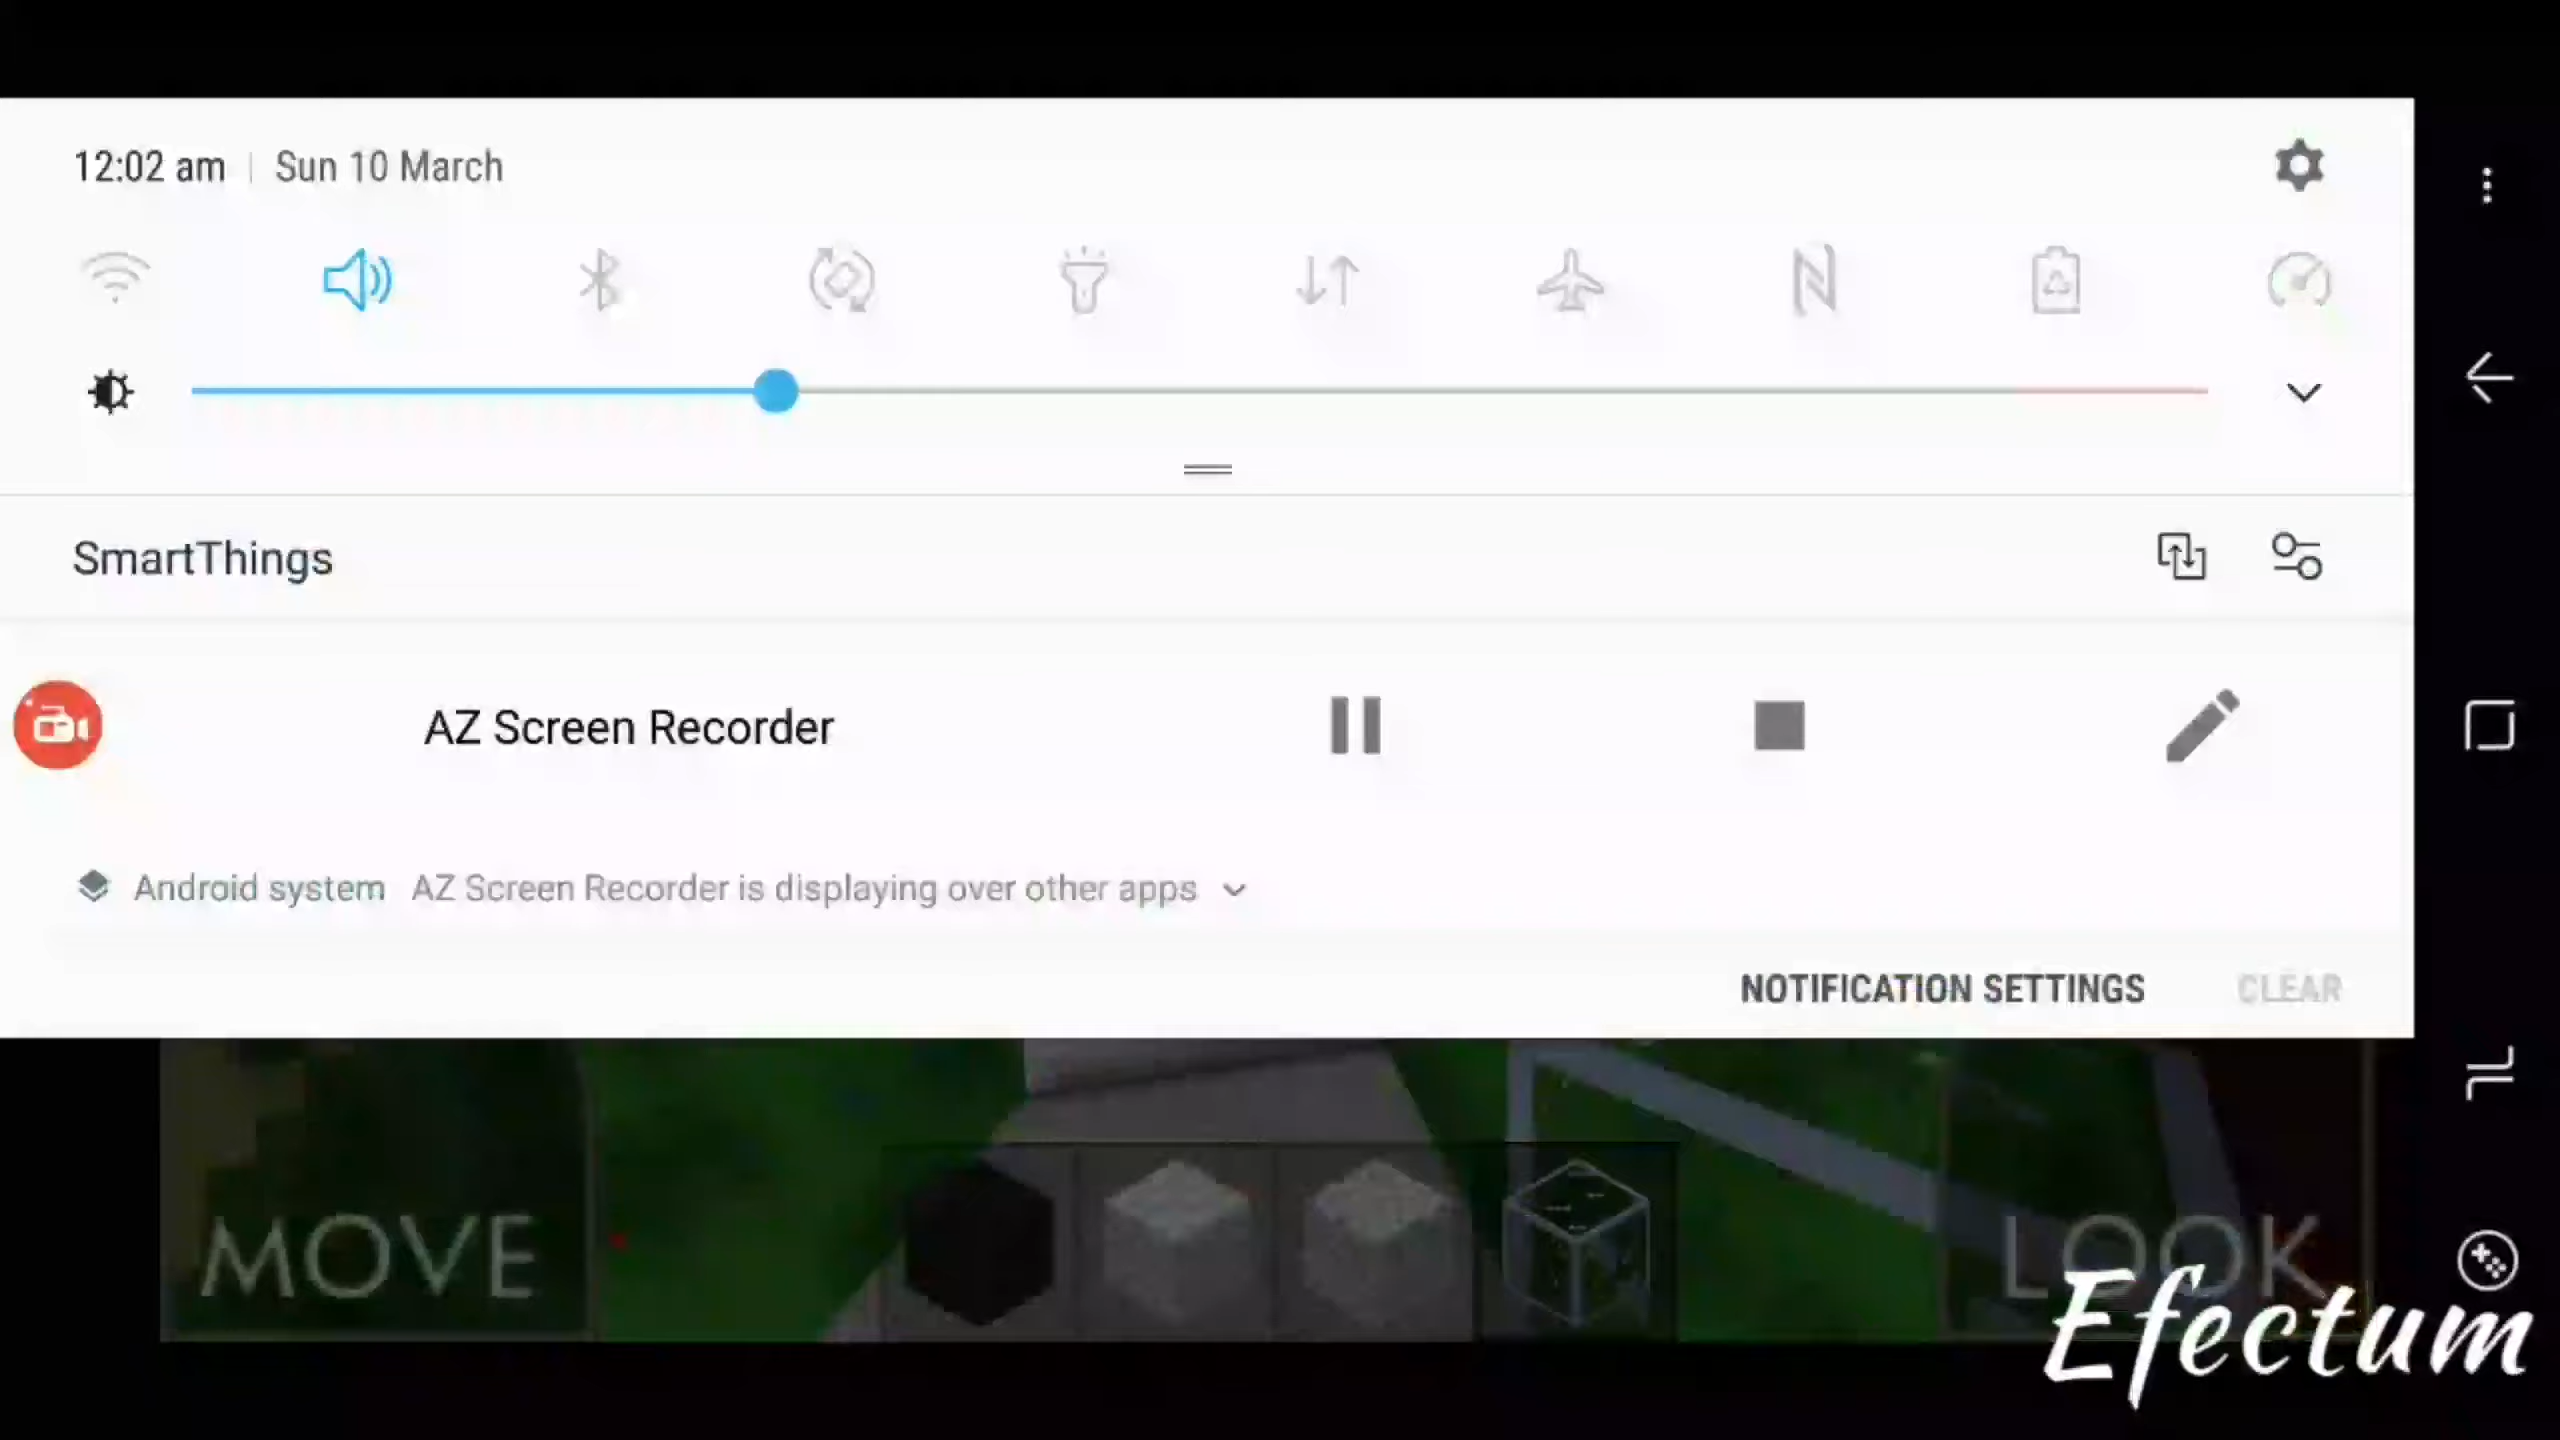 12:02 am | Sun 10 March
SmartThings
AZ Screen Recorder
Android system AZ Screen Recorder is displaying over other apps
NOTIFICATION SETTINGS CLEAR
MOVE
LOOK
Efectum